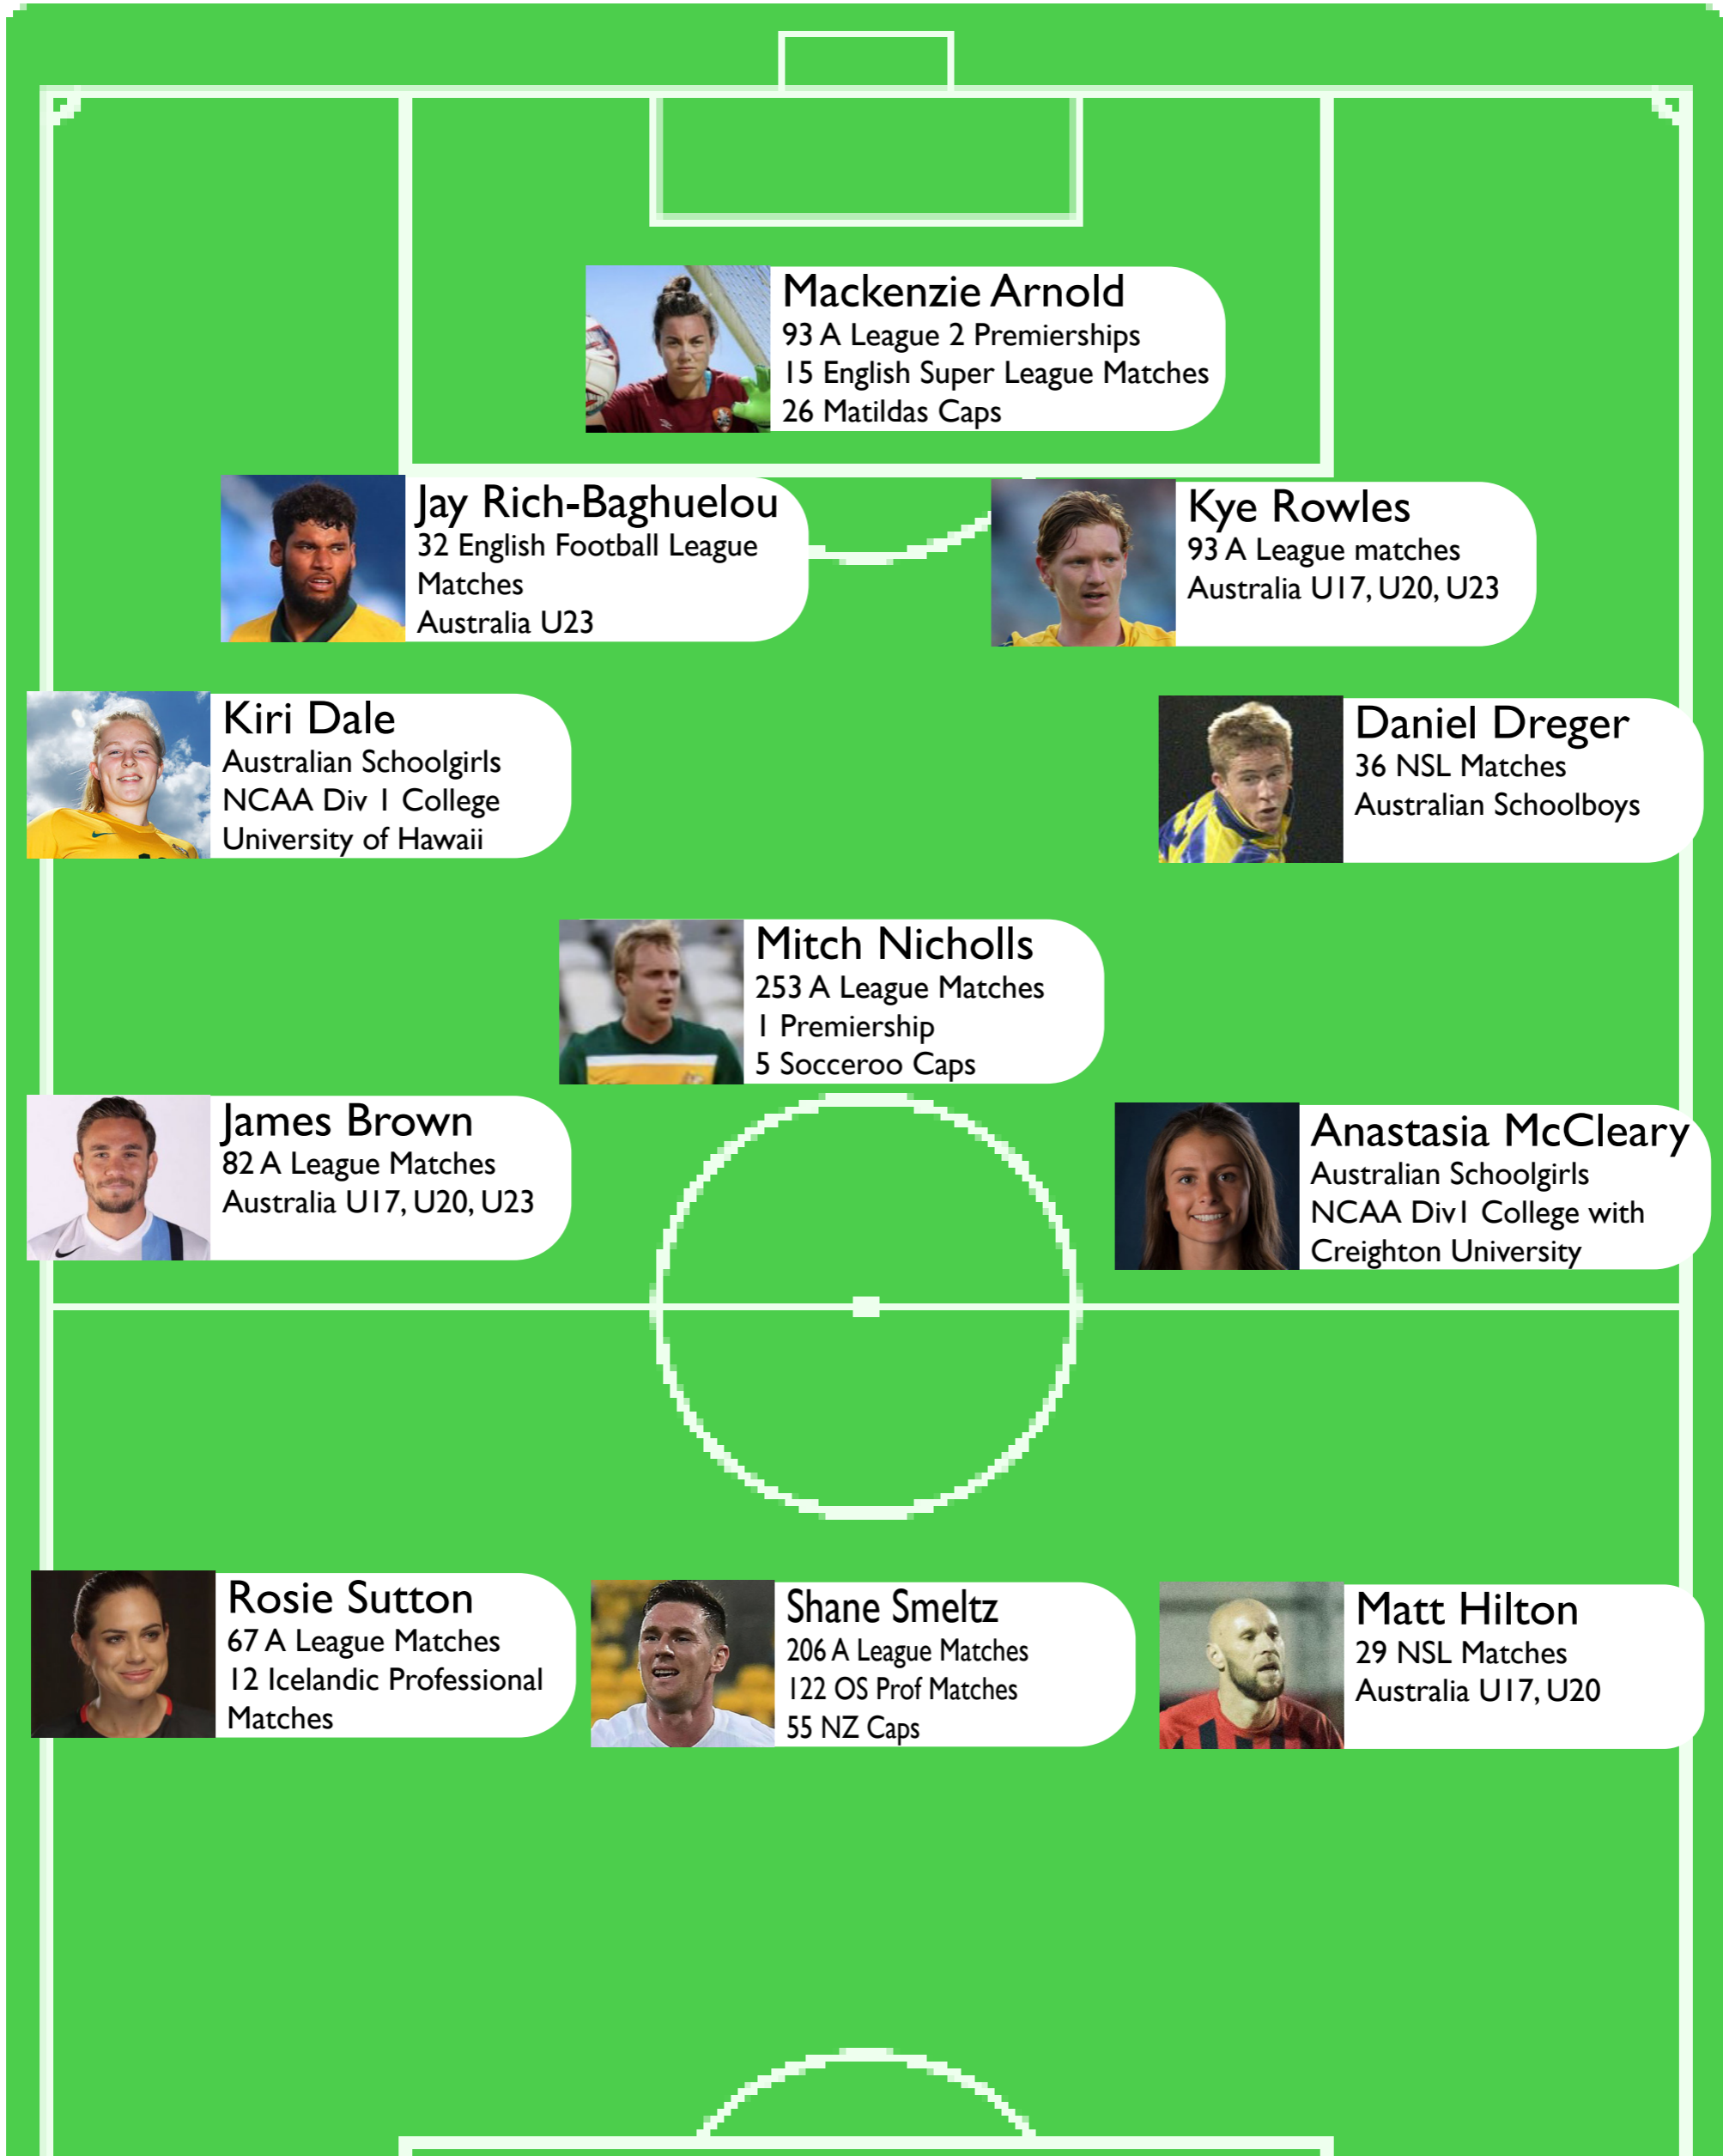 Mackenzie Arnold
93 A League 2 Premierships
15 English Super League Matches
26 Matildas Caps
Jay Rich-Baghuelou
32 English Football League
Matches
Australia U23
Kye Rowles
93 A League matches
Australia U17, U20, U23
Kiri Dale
Australian Schoolgirls
NCAA Div 1 College
University of Hawaii
Daniel Dreger
36 NSL Matches
Australian Schoolboys
Mitch Nicholls
253 A League Matches
1 Premiership
5 Socceroo Caps
James Brown
82 A League Matches
Australia U17, U20, U23
Anastasia McCleary
Australian Schoolgirls
NCAA Div1 College with
Creighton University
Rosie Sutton
67 A League Matches
12 Icelandic Professional
Matches
Shane Smeltz
206 A League Matches
122 OS Prof Matches
55 NZ Caps
Matt Hilton
29 NSL Matches
Australia U17, U20